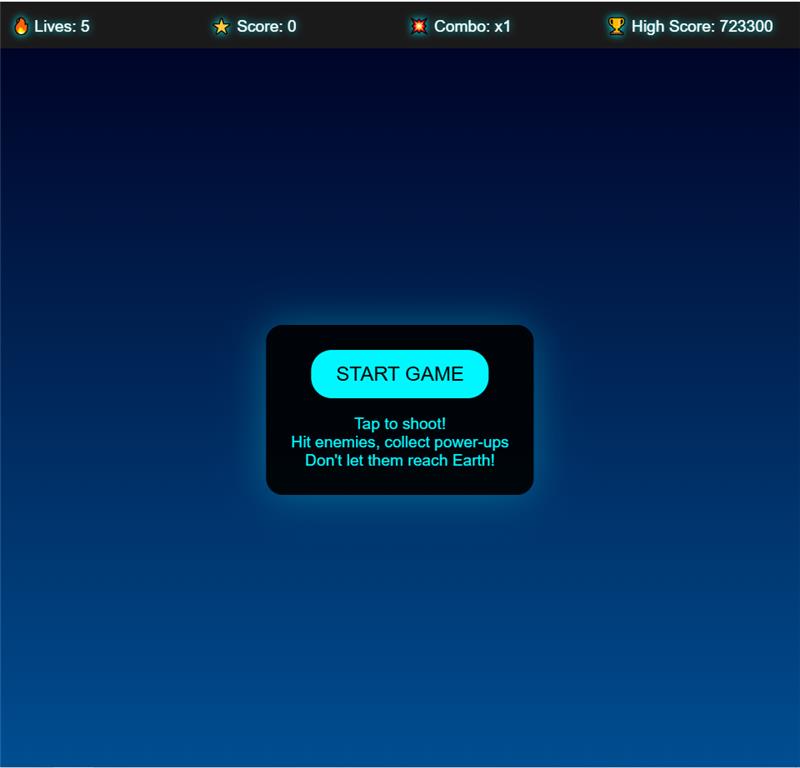 🔥 Lives: 5 ⭐ Score: 0 💥 Combo: x1 🏆 High Score: 723300
START GAME
Tap to shoot!
Hit enemies, collect power-ups
Don't let them reach Earth!